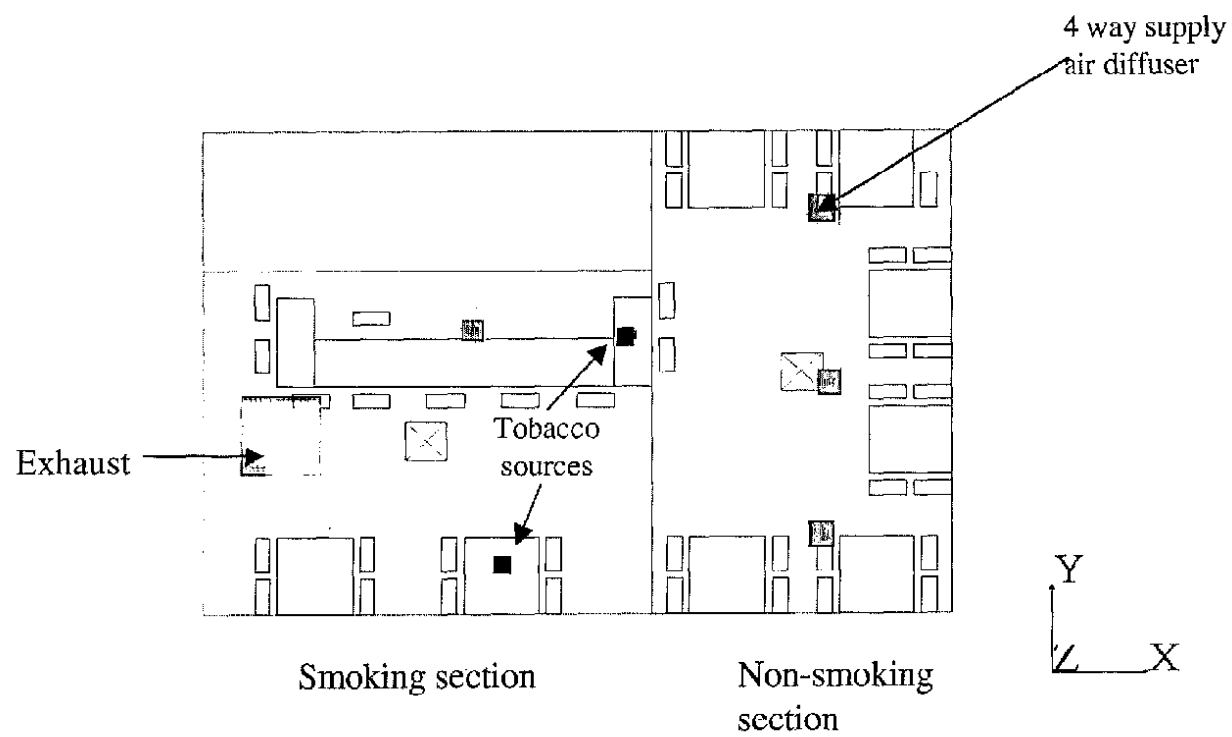 4 way supply
air diffuser
Exhaust
Tobacco
sources
Smoking section
Non-smoking
section
Y
Z
X